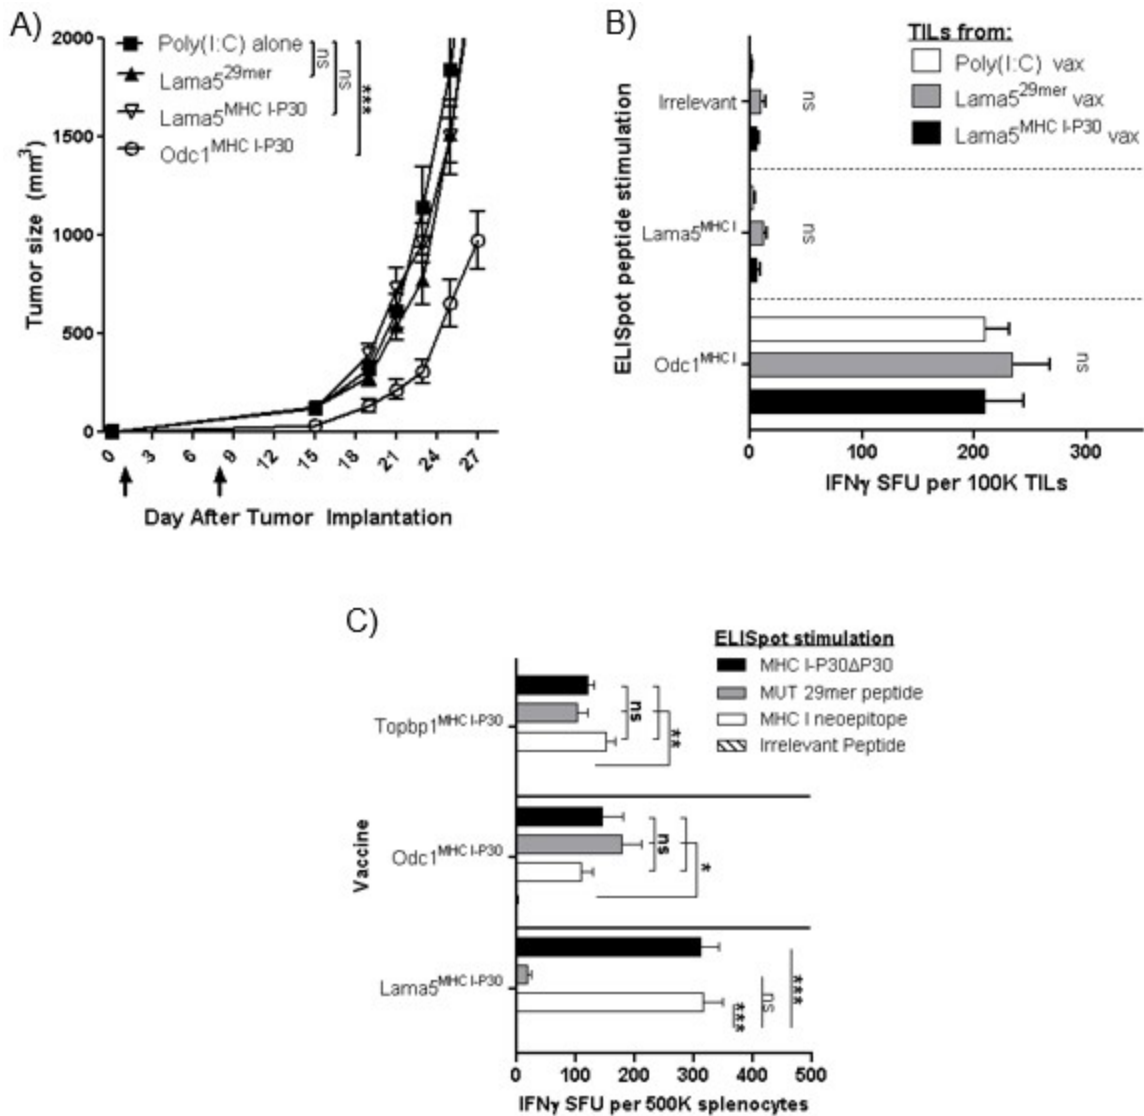 A)
Tumor size (mm³)
2000
1500
1000
500
0
Poly(I:C) alone
Lama5^29mer
Lama5^MHC I-P30
Odc1^MHC I-P30
ns
ns
***
0 3 6 9 12 15 18 21 24 27
Day After Tumor Implantation
B)
ELISpot peptide stimulation
TILs from:
Poly(I:C) vax
Lama5^29mer vax
Lama5^MHC I-P30 vax
Irrelevant
ns
Lama5^MHC I
ns
Odc1^MHC I
ns
0 100 200 300
IFNγ SFU per 100K TILs
C)
ELISpot stimulation
MHC I-P30ΔP30
MUT 29mer peptide
MHC I neoepitope
Irrelevant Peptide
Vaccine
Topbp1^MHC I-P30
ns
**
Odc1^MHC I-P30
ns
*
Lama5^MHC I-P30
***
ns
***
0 100 200 300 400 500
IFNγ SFU per 500K splenocytes